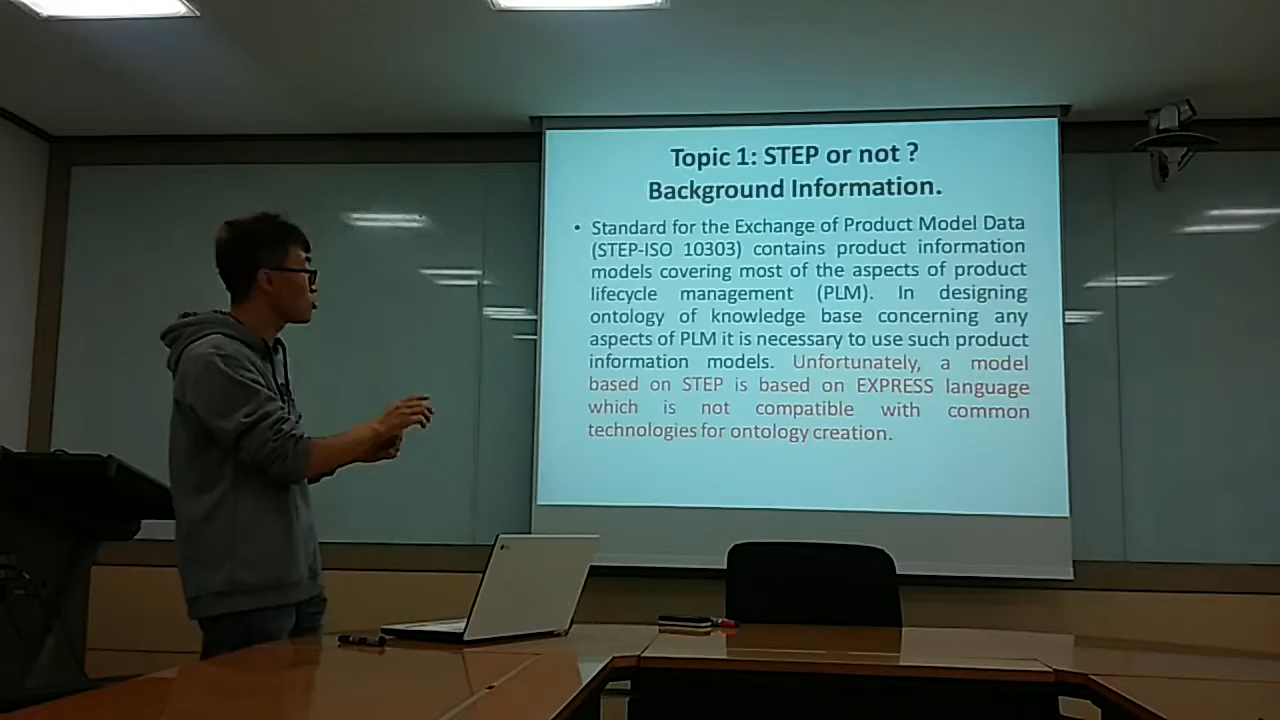 Topic 1: STEP or not ?
Background Information.
• Standard for the Exchange of Product Model Data
(STEP-ISO 10303) contains product information
models covering most of the aspects of product
lifecycle management (PLM). In designing
ontology of knowledge base concerning any
aspects of PLM it is necessary to use such product
information models. Unfortunately, a model
based on STEP is based on EXPRESS language
which is not compatible with common
technologies for ontology creation.